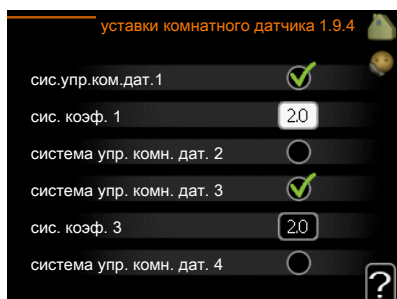 уставки комнатного датчика 1.9.4
сис.упр.ком.дат.1
сис. коэф. 1 2.0
система упр. комн. дат. 2
система упр. комн. дат. 3
сис. коэф. 3 2.0
система упр. комн. дат. 4
?